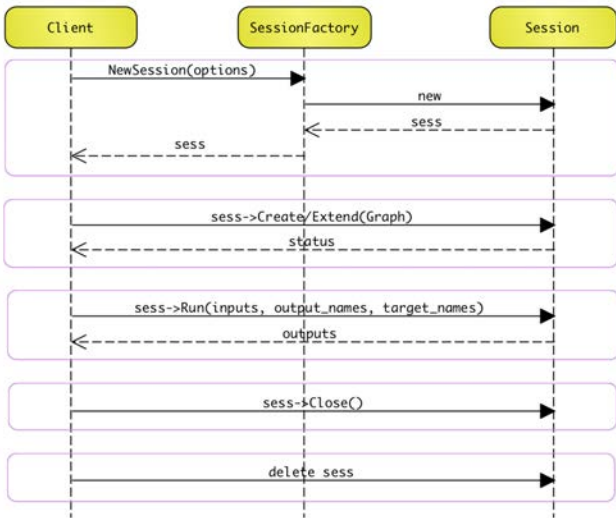 Client
SessionFactory
Session
NewSession(options)
new
sess
sess
sess->Create/Extend(Graph)
status
sess->Run(inputs, output_names, target_names)
outputs
sess->Close()
delete sess